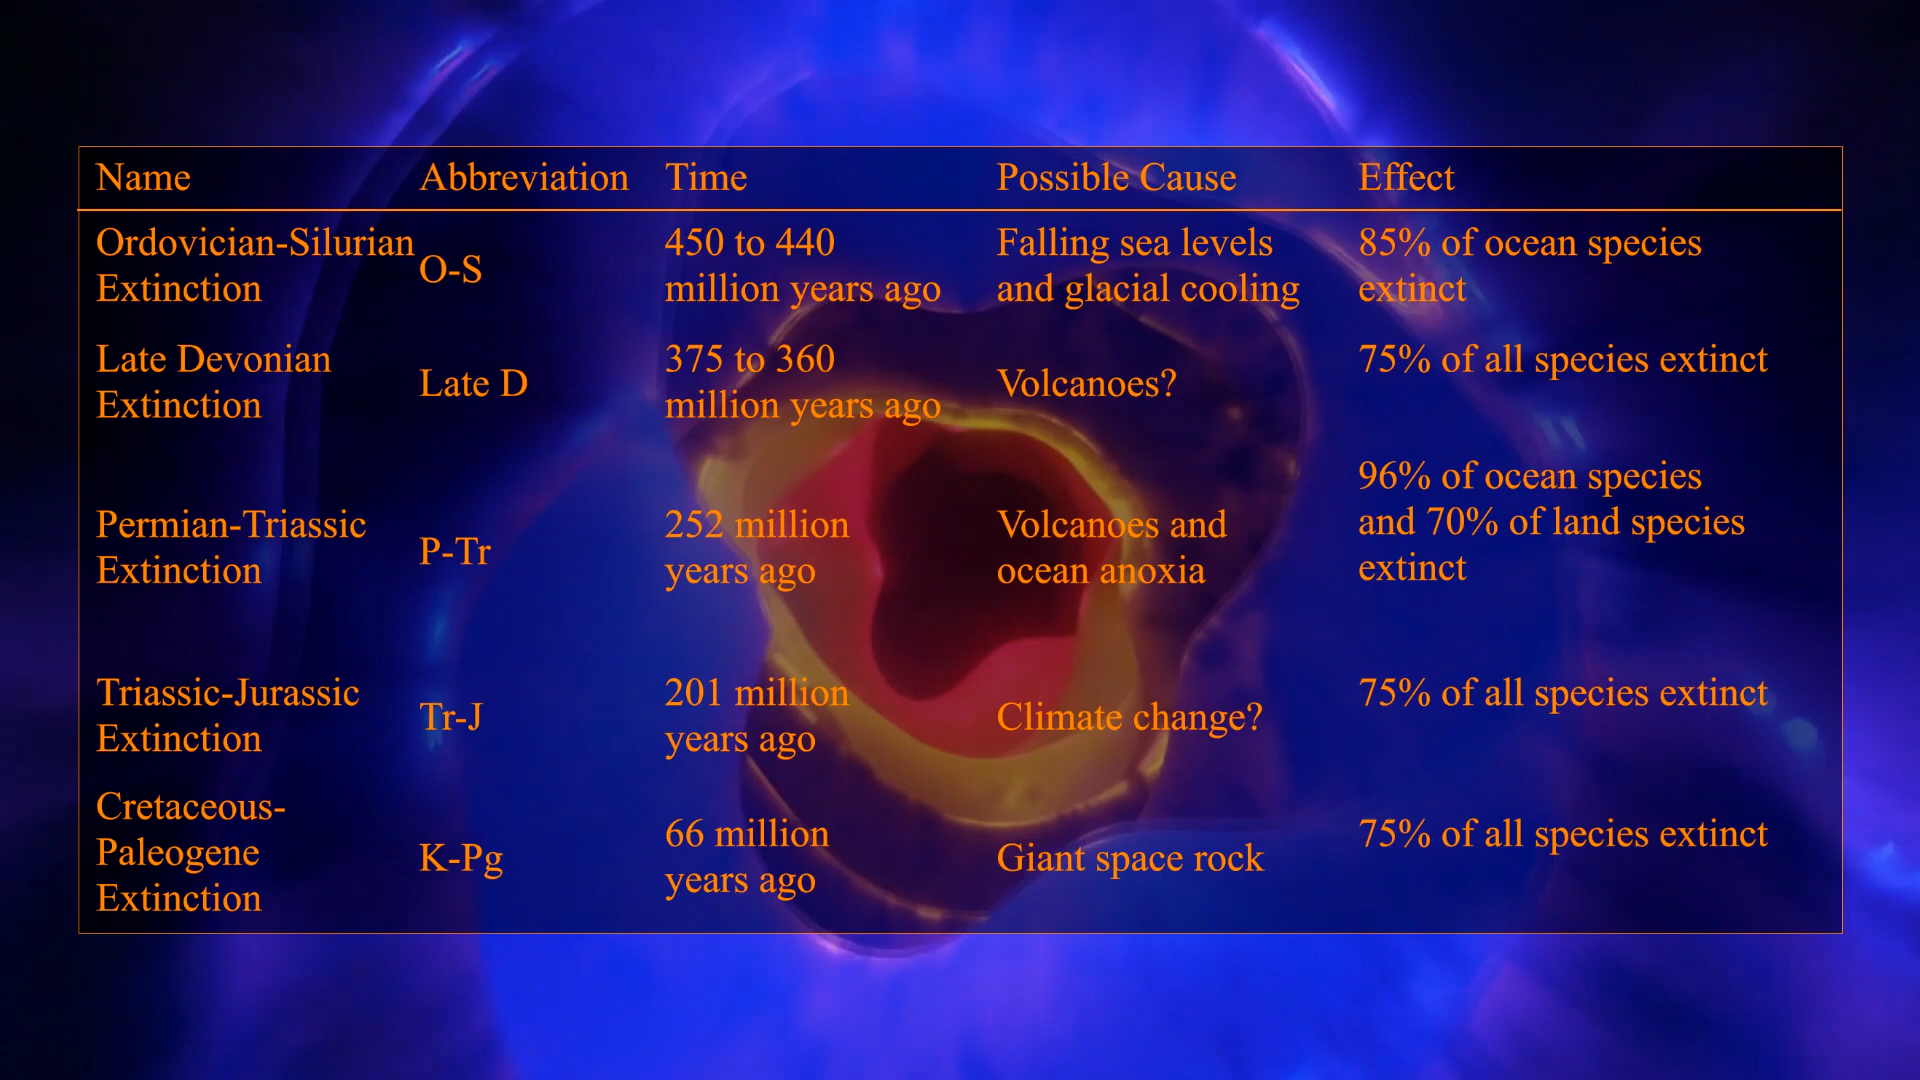 Name Abbreviation Time Possible Cause Effect
Ordovician-Silurian
Extinction
O-S
450 to 440
million years ago
Falling sea levels
and glacial cooling
85% of ocean species
extinct
Late Devonian
Extinction
Late D
375 to 360
million years ago
Volcanoes?
75% of all species extinct
Permian-Triassic
Extinction
P-Tr
252 million
years ago
Volcanoes and
ocean anoxia
96% of ocean species
and 70% of land species
extinct
Triassic-Jurassic
Extinction
Tr-J
201 million
years ago
Climate change?
75% of all species extinct
Cretaceous-
Paleogene
Extinction
K-Pg
66 million
years ago
Giant space rock
75% of all species extinct